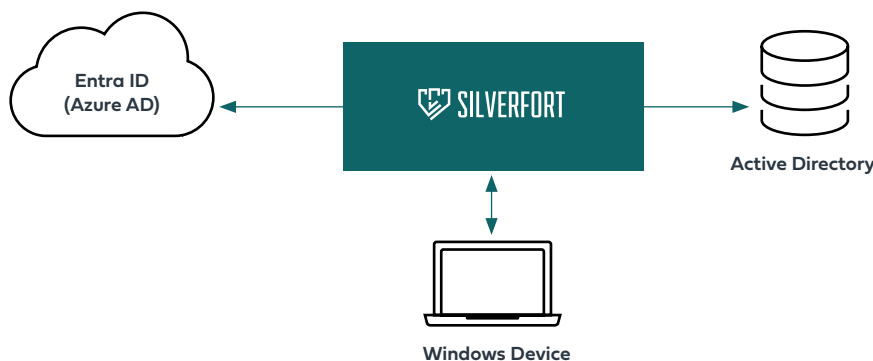 Entra ID
(Azure AD)
SILVERFORT
Active Directory
Windows Device